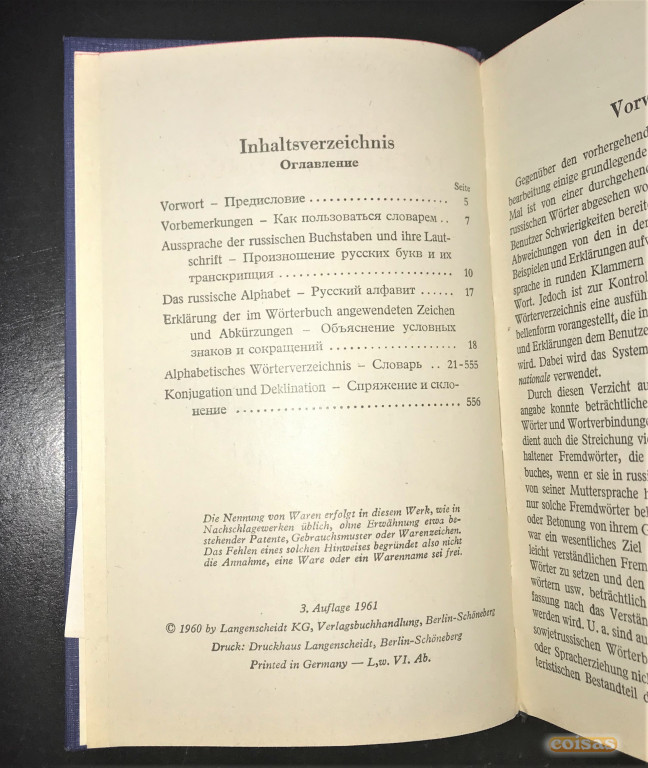 Inhaltsverzeichnis
Оглавление
Seite
Vorwort – Предисловие . . . . . . . . . . . . . . . . . . . . . . 5
Vorbemerkungen – Как пользоваться словарем . . 7
Aussprache der russischen Buchstaben und ihre Laut-
schrift – Произношение русских букв и их
транскрипция . . . . . . . . . . . . . . . . . . . . . . . . . . 10
Das russische Alphabet – Русский алфавит . . . . . . 17
Erklärung der im Wörterbuch angewendeten Zeichen
und Abkürzungen – Объяснение условных
знаков и сокращений . . . . . . . . . . . . . . . . . . . . 18
Alphabetisches Wörterverzeichnis – Словарь . . 21-555
Konjugation und Deklination – Спряжение и скло-
нение . . . . . . . . . . . . . . . . . . . . . . . . . . . . . . . . 556
Die Nennung von Waren erfolgt in diesem Werk, wie in
Nachschlagewerken üblich, ohne Erwähnung etwa be-
stehender Patente, Gebrauchsmuster oder Warenzeichen.
Das Fehlen eines solchen Hinweises begründet also nicht
die Annahme, eine Ware oder ein Warenname sei frei.
3. Auflage 1961
© 1960 by Langenscheidt KG, Verlagsbuchhandlung, Berlin-Schöneberg
Druck: Druckhaus Langenscheidt, Berlin-Schöneberg
Printed in Germany — L,w. VI. Ab.
Vorw
Gegenüber den vorhergehend
bearbeitung einige grundlegende
Mal ist von einer durchgehende
russischen Wörter abgesehen wo
Benutzer Schwierigkeiten bereit
Abweichungen von den in der
Beispielen und Erklärungen aufw
sprache in runden Klammern
Wort. Jedoch ist zur Kontrol
Wörterverzeichnis eine ausführ
bellenform vorangestellt, die in
und Erklärungen dem Benutze
wird. Dabei wird das System
nationale verwendet.
Durch diesen Verzicht au
angabe konnte beträchtliche
Wörter und Wortverbindung
dient auch die Streichung vie
haltener Fremdwörter, die
buches, wenn er sie in russi
von seiner Muttersprache h
nur solche Fremdwörter bei
oder Betonung von ihrem G
war ein wesentliches Ziel
leicht verständlichen Frem
Wörter zu setzen und den
wörtern usw. beträchtlich
fassung nach das Verstän
werden wird. U. a. sind au
sowjetrussischen Wörterb
oder Spracherziehung nich
teristischen Bestandteil d
coisas